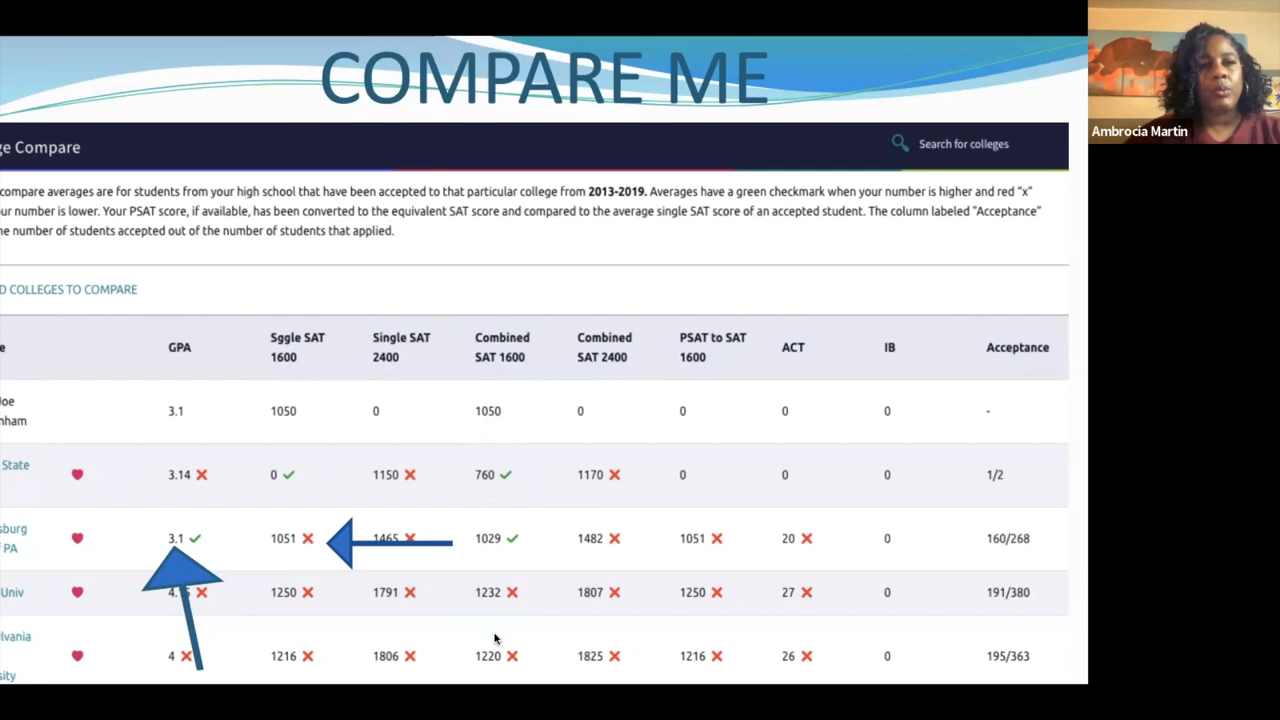 COMPARE ME
ge Compare
Search for colleges
compare averages are for students from your high school that have been accepted to that particular college from 2013-2019. Averages have a green checkmark when your number is higher and red "x"
ur number is lower. Your PSAT score, if available, has been converted to the equivalent SAT score and compared to the average single SAT score of an accepted student. The column labeled "Acceptance"
he number of students accepted out of the number of students that applied.
D COLLEGES TO COMPARE
e GPA Sggle SAT 1600 Single SAT 2400 Combined SAT 1600 Combined SAT 2400 PSAT to SAT 1600 ACT IB Acceptance
Joe nham 3.1 1050 0 1050 0 0 0 0 -
State 3.14 0 1150 760 1170 0 0 0 1/2
sburg PA 3.1 1051 1465 1029 1482 1051 20 0 160/268
Univ 1250 1791 1232 1807 1250 27 0 191/380
lvania sity 4 1216 1806 1220 1825 1216 26 0 195/363
Ambrocia Martin